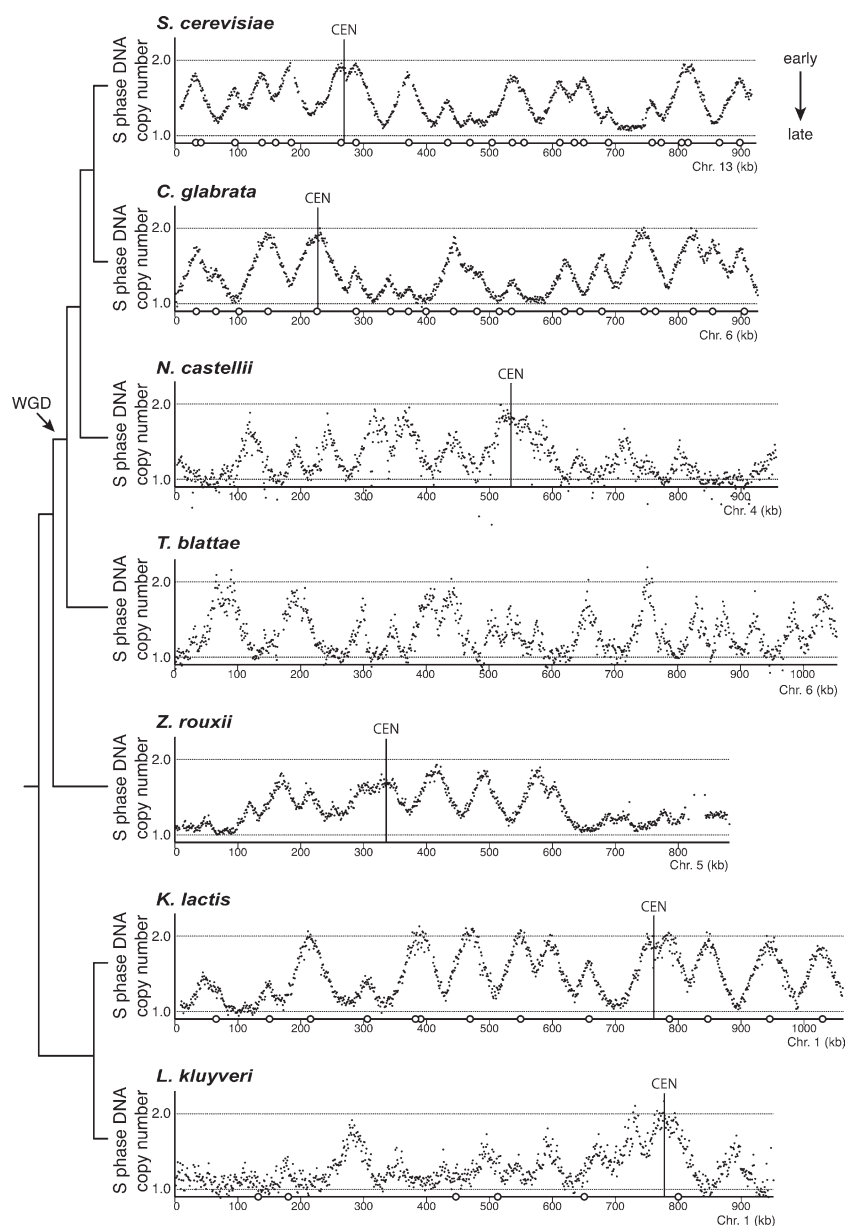 S. cerevisiae
CEN
S phase DNA
copy number
2.0
1.0
early
late
0 100 200 300 400 500 600 700 800 900
Chr. 13 (kb)
C. glabrata
CEN
S phase DNA
copy number
2.0
1.0
0 100 200 300 400 500 600 700 800 900
Chr. 6 (kb)
N. castellii
CEN
WGD
S phase DNA
copy number
2.0
1.0
0 100 200 300 400 500 600 700 800 900
Chr. 4 (kb)
T. blattae
S phase DNA
copy number
2.0
1.0
0 100 200 300 400 500 600 700 800 900 1000
Chr. 6 (kb)
Z. rouxii
CEN
S phase DNA
copy number
2.0
1.0
0 100 200 300 400 500 600 700 800
Chr. 5 (kb)
K. lactis
CEN
S phase DNA
copy number
2.0
1.0
0 100 200 300 400 500 600 700 800 900 1000
Chr. 1 (kb)
L. kluyveri
CEN
S phase DNA
copy number
2.0
1.0
0 100 200 300 400 500 600 700 800 900
Chr. 1 (kb)